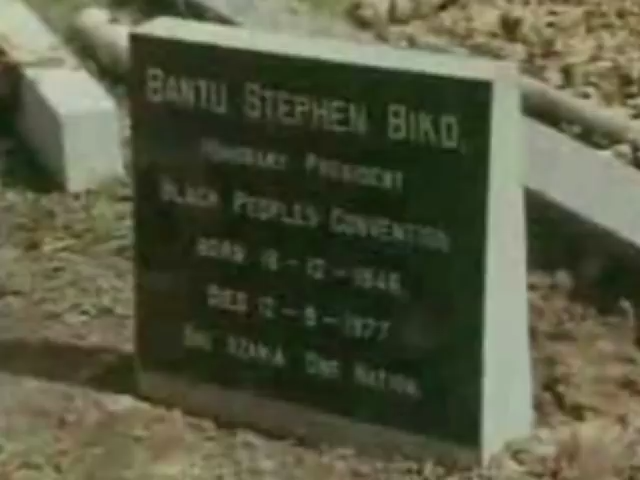 BANTU STEPHEN BIKO.
HONORARY PRESIDENT
BLACK PEOPLES CONVENTION
BORN 18-12-1946.
DIED 12-9-1977
ONE AZANIA ONE NATION